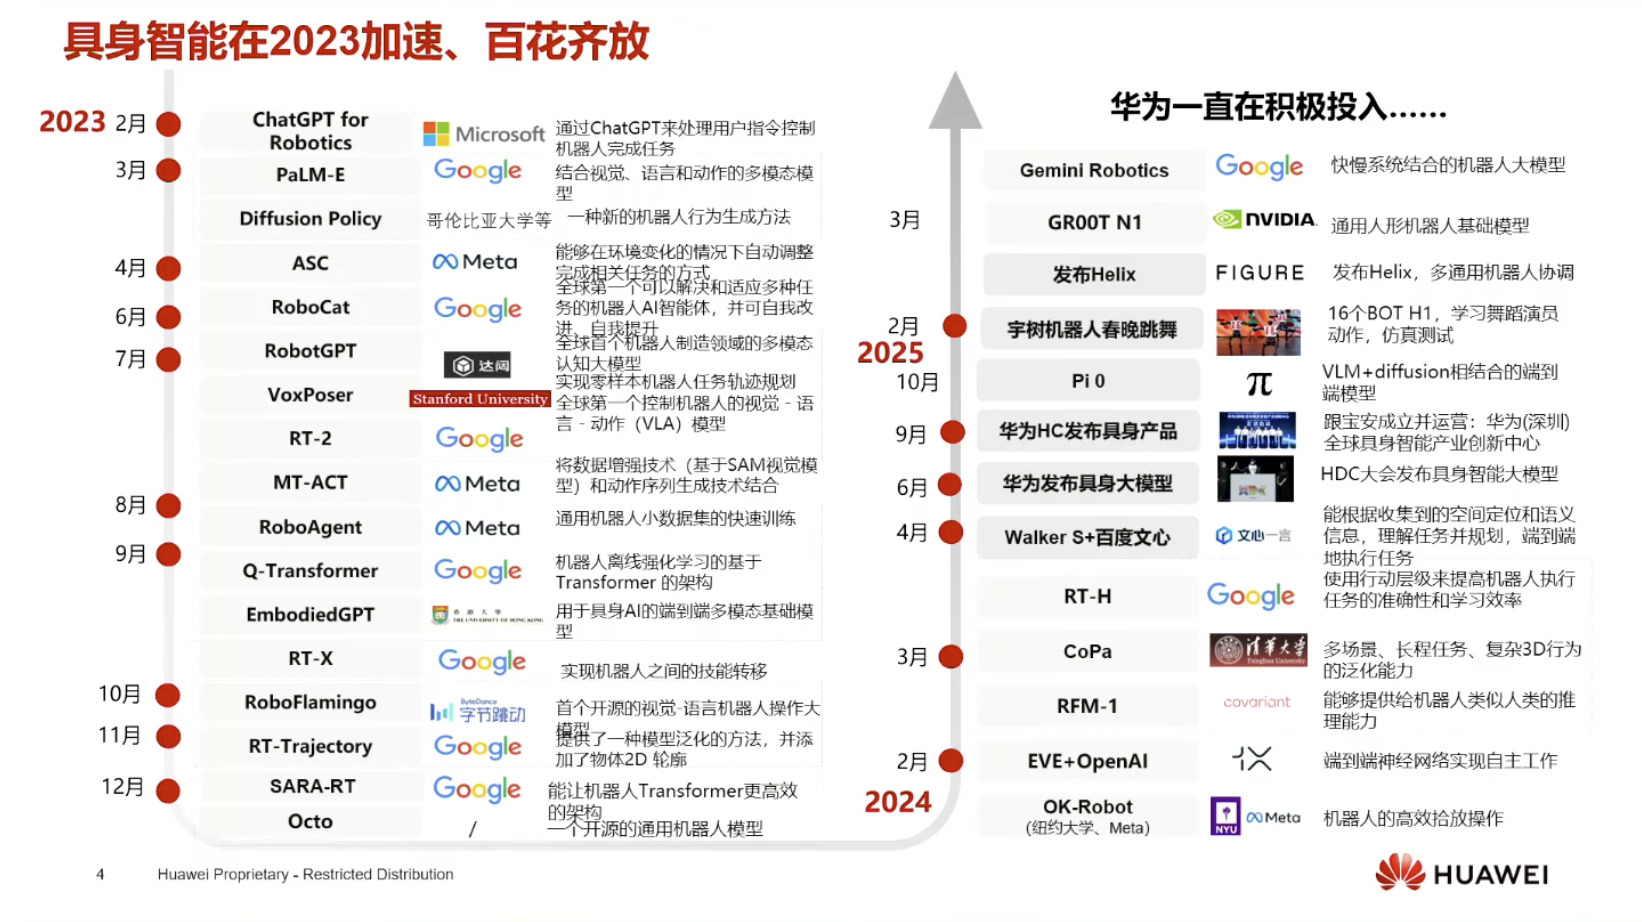 具身智能在2023加速、百花齐放
2023 2月
ChatGPT for
Robotics
Microsoft
通过ChatGPT来处理用户指令控制
机器人完成任务
3月
PaLM-E
Google
结合视觉、语言和动作的多模态模
型
Diffusion Policy
哥伦比亚大学等
一种新的机器人行为生成方法
4月
ASC
Meta
能够在环境变化的情况下自动调整
完成相关任务的方式
6月
RoboCat
Google
全球第一个可以解决和适应多种任
务的机器人AI智能体，并可自我改
进、自我提升
7月
RobotGPT
达闼
全球首个机器人制造领域的多模态
认知大模型
VoxPoser
Stanford University
实现零样本机器人任务轨迹规划
RT-2
Google
全球第一个控制机器人的视觉 - 语
言 - 动作（VLA）模型
MT-ACT
Meta
将数据增强技术（基于SAM视觉模
型）和动作序列生成技术结合
8月
RoboAgent
Meta
通用机器人小数据集的快速训练
9月
Q-Transformer
Google
机器人离线强化学习的基于
Transformer 的架构
EmbodiedGPT
香港大學
THE UNIVERSITY OF HONG KONG
用于具身AI的端到端多模态基础模
型
RT-X
Google
实现机器人之间的技能转移
10月
RoboFlamingo
ByteDance
字节跳动
首个开源的视觉-语言机器人操作大
模型
11月
RT-Trajectory
Google
提供了一种模型泛化的方法，并添
加了物体2D 轮廓
12月
SARA-RT
Google
能让机器人Transformer更高效
的架构
Octo
/
一个开源的通用机器人模型
华为一直在积极投入......
Gemini Robotics
Google
快慢系统结合的机器人大模型
3月
GR00T N1
NVIDIA.
通用人形机器人基础模型
发布Helix
FIGURE
发布Helix，多通用机器人协调
2月
2025
宇树机器人春晚跳舞
16个BOT H1，学习舞蹈演员
动作，仿真测试
10月
Pi 0
π
VLM+diffusion相结合的端到
端模型
9月
华为HC发布具身产品
跟宝安成立并运营：华为(深圳)
全球具身智能产业创新中心
6月
华为发布具身大模型
HDC大会发布具身智能大模型
4月
Walker S+百度文心
文心一言
能根据收集到的空间定位和语义
信息，理解任务并规划，端到端
地执行任务
RT-H
Google
使用行动层级来提高机器人执行
任务的准确性和学习效率
3月
CoPa
清华大学
Tsinghua University
多场景、长程任务、复杂3D行为
的泛化能力
RFM-1
covariant
能够提供给机器人类似人类的推
理能力
2月
EVE+OpenAI
1X
端到端神经网络实现自主工作
2024
OK-Robot
(纽约大学、Meta)
NYU
Meta
机器人的高效拾放操作
4
Huawei Proprietary - Restricted Distribution
HUAWEI